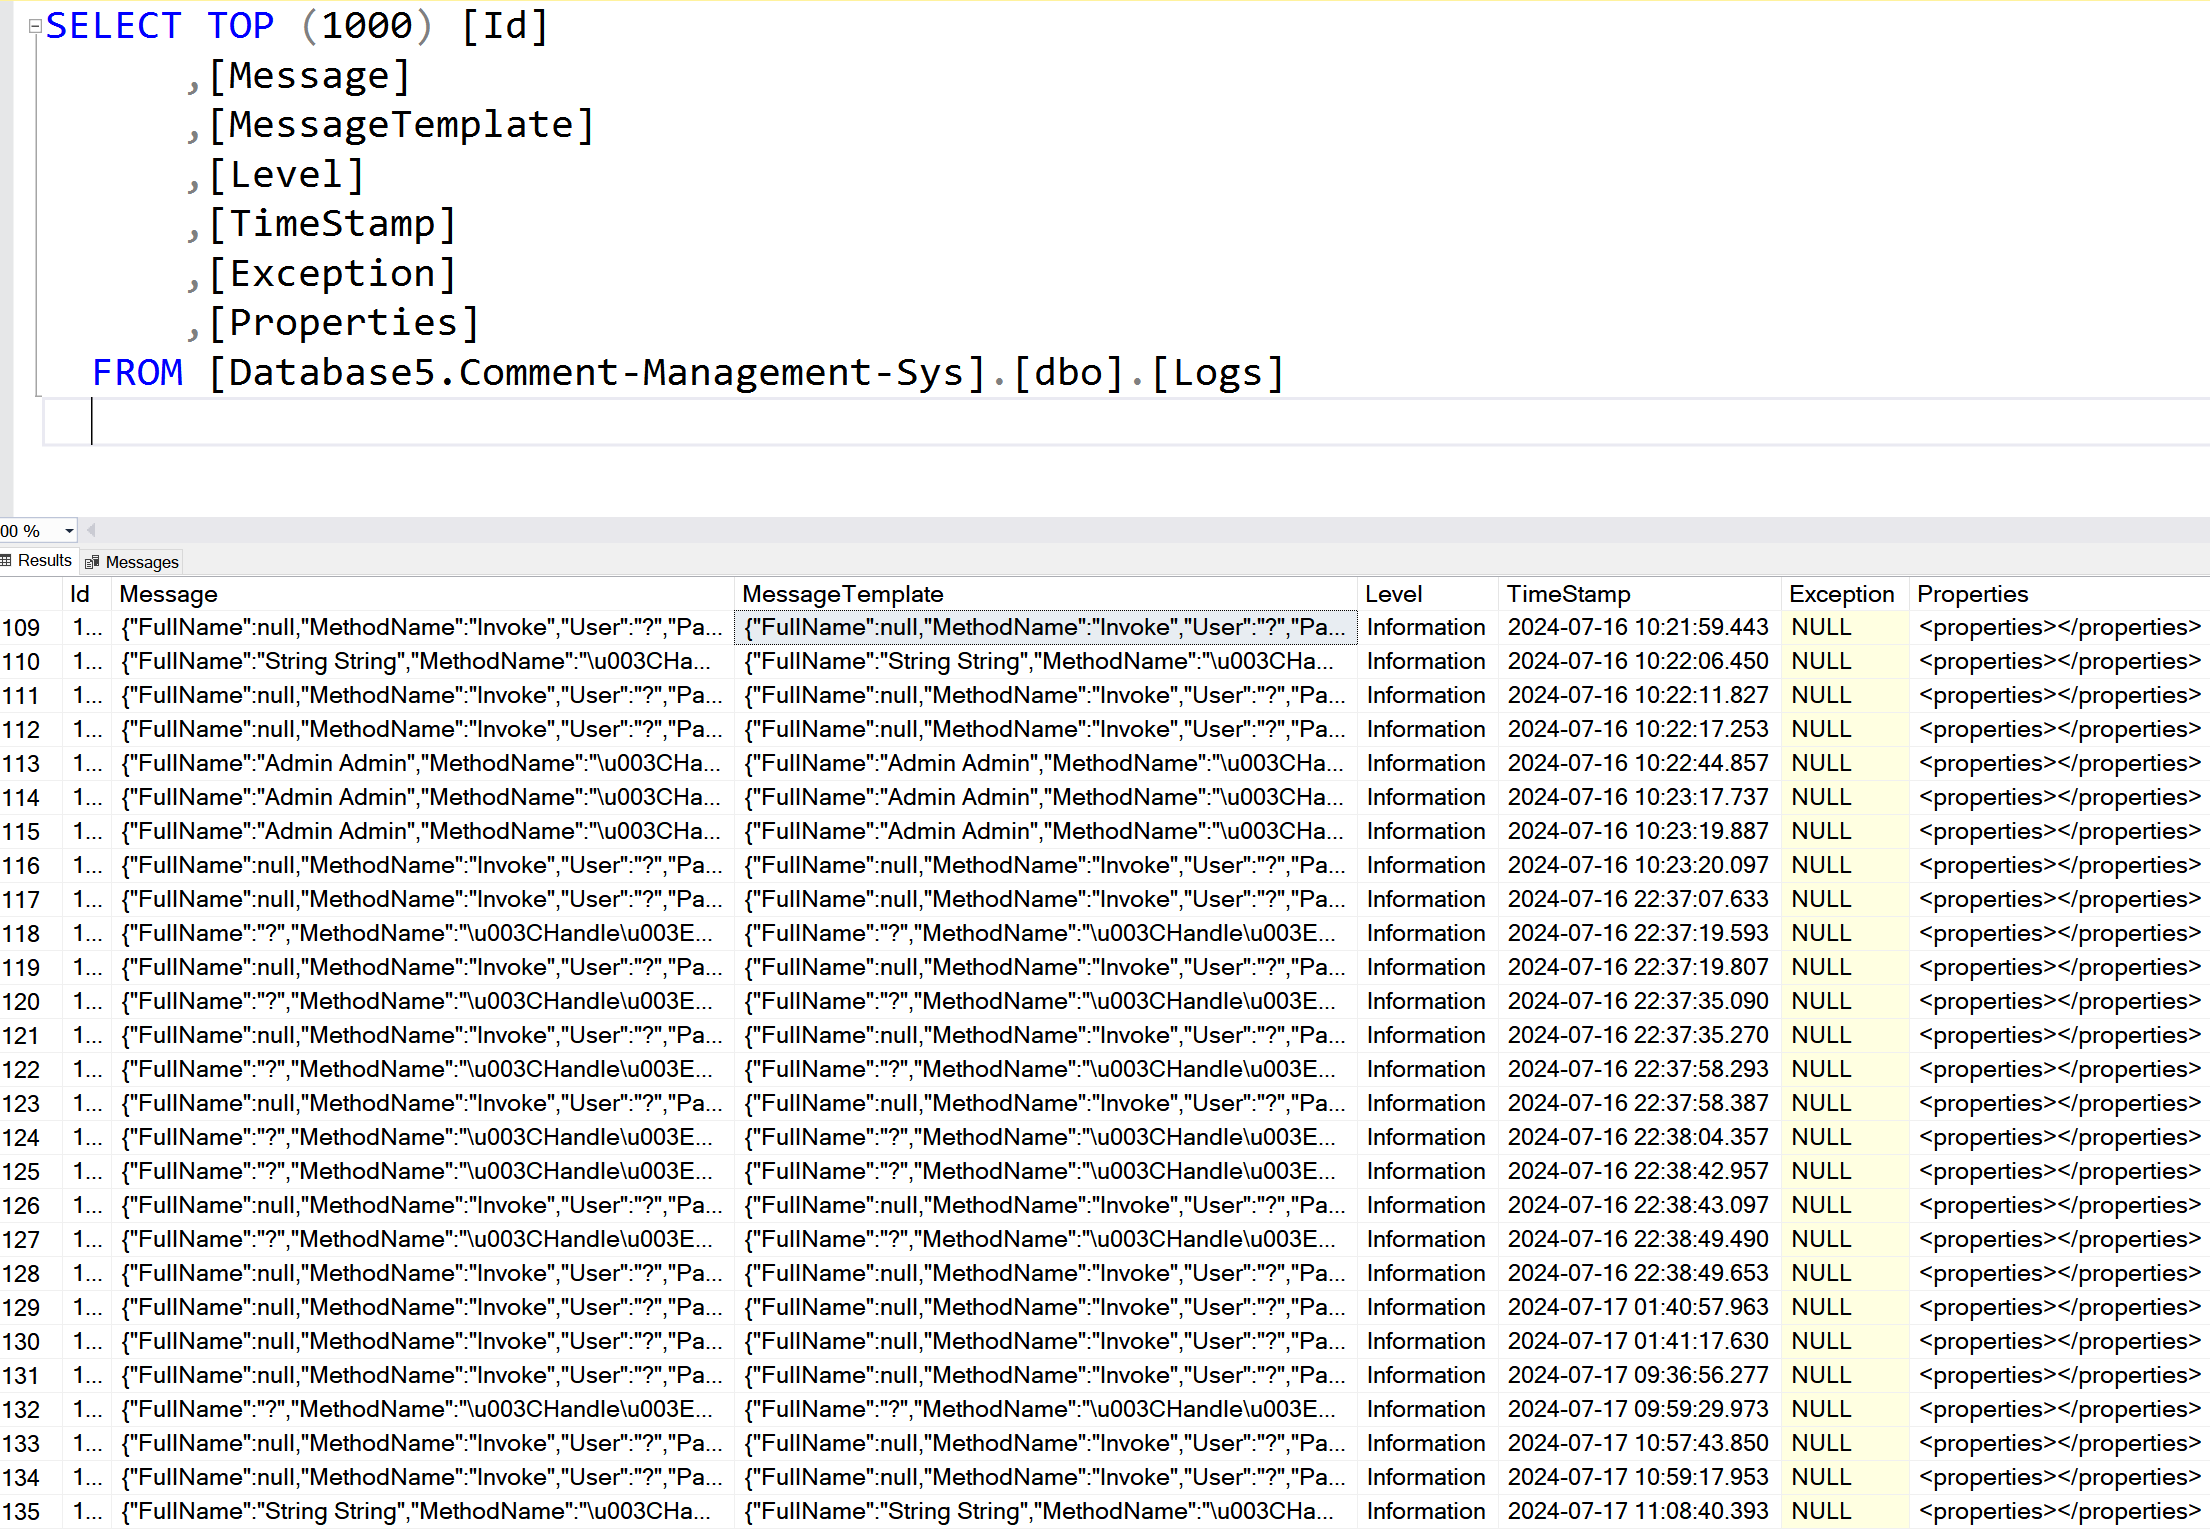 SELECT TOP (1000) [Id]
,[Message]
,[MessageTemplate]
,[Level]
,[TimeStamp]
,[Exception]
,[Properties]
FROM [Database5.Comment-Management-Sys].[dbo].[Logs]
00 %
Results Messages
Id Message MessageTemplate Level TimeStamp Exception Properties
109 1... {"FullName":null,"MethodName":"Invoke","User":"?","Pa... {"FullName":null,"MethodName":"Invoke","User":"?","Pa... Information 2024-07-16 10:21:59.443 NULL <properties></properties>
110 1... {"FullName":"String String","MethodName":"\u003CHa... {"FullName":"String String","MethodName":"\u003CHa... Information 2024-07-16 10:22:06.450 NULL <properties></properties>
111 1... {"FullName":null,"MethodName":"Invoke","User":"?","Pa... {"FullName":null,"MethodName":"Invoke","User":"?","Pa... Information 2024-07-16 10:22:11.827 NULL <properties></properties>
112 1... {"FullName":null,"MethodName":"Invoke","User":"?","Pa... {"FullName":null,"MethodName":"Invoke","User":"?","Pa... Information 2024-07-16 10:22:17.253 NULL <properties></properties>
113 1... {"FullName":"Admin Admin","MethodName":"\u003CHa... {"FullName":"Admin Admin","MethodName":"\u003CHa... Information 2024-07-16 10:22:44.857 NULL <properties></properties>
114 1... {"FullName":"Admin Admin","MethodName":"\u003CHa... {"FullName":"Admin Admin","MethodName":"\u003CHa... Information 2024-07-16 10:23:17.737 NULL <properties></properties>
115 1... {"FullName":"Admin Admin","MethodName":"\u003CHa... {"FullName":"Admin Admin","MethodName":"\u003CHa... Information 2024-07-16 10:23:19.887 NULL <properties></properties>
116 1... {"FullName":null,"MethodName":"Invoke","User":"?","Pa... {"FullName":null,"MethodName":"Invoke","User":"?","Pa... Information 2024-07-16 10:23:20.097 NULL <properties></properties>
117 1... {"FullName":null,"MethodName":"Invoke","User":"?","Pa... {"FullName":null,"MethodName":"Invoke","User":"?","Pa... Information 2024-07-16 22:37:07.633 NULL <properties></properties>
118 1... {"FullName":"?","MethodName":"\u003CHandle\u003E... {"FullName":"?","MethodName":"\u003CHandle\u003E... Information 2024-07-16 22:37:19.593 NULL <properties></properties>
119 1... {"FullName":null,"MethodName":"Invoke","User":"?","Pa... {"FullName":null,"MethodName":"Invoke","User":"?","Pa... Information 2024-07-16 22:37:19.807 NULL <properties></properties>
120 1... {"FullName":"?","MethodName":"\u003CHandle\u003E... {"FullName":"?","MethodName":"\u003CHandle\u003E... Information 2024-07-16 22:37:35.090 NULL <properties></properties>
121 1... {"FullName":null,"MethodName":"Invoke","User":"?","Pa... {"FullName":null,"MethodName":"Invoke","User":"?","Pa... Information 2024-07-16 22:37:35.270 NULL <properties></properties>
122 1... {"FullName":"?","MethodName":"\u003CHandle\u003E... {"FullName":"?","MethodName":"\u003CHandle\u003E... Information 2024-07-16 22:37:58.293 NULL <properties></properties>
123 1... {"FullName":null,"MethodName":"Invoke","User":"?","Pa... {"FullName":null,"MethodName":"Invoke","User":"?","Pa... Information 2024-07-16 22:37:58.387 NULL <properties></properties>
124 1... {"FullName":"?","MethodName":"\u003CHandle\u003E... {"FullName":"?","MethodName":"\u003CHandle\u003E... Information 2024-07-16 22:38:04.357 NULL <properties></properties>
125 1... {"FullName":"?","MethodName":"\u003CHandle\u003E... {"FullName":"?","MethodName":"\u003CHandle\u003E... Information 2024-07-16 22:38:42.957 NULL <properties></properties>
126 1... {"FullName":null,"MethodName":"Invoke","User":"?","Pa... {"FullName":null,"MethodName":"Invoke","User":"?","Pa... Information 2024-07-16 22:38:43.097 NULL <properties></properties>
127 1... {"FullName":"?","MethodName":"\u003CHandle\u003E... {"FullName":"?","MethodName":"\u003CHandle\u003E... Information 2024-07-16 22:38:49.490 NULL <properties></properties>
128 1... {"FullName":null,"MethodName":"Invoke","User":"?","Pa... {"FullName":null,"MethodName":"Invoke","User":"?","Pa... Information 2024-07-16 22:38:49.653 NULL <properties></properties>
129 1... {"FullName":null,"MethodName":"Invoke","User":"?","Pa... {"FullName":null,"MethodName":"Invoke","User":"?","Pa... Information 2024-07-17 01:40:57.963 NULL <properties></properties>
130 1... {"FullName":null,"MethodName":"Invoke","User":"?","Pa... {"FullName":null,"MethodName":"Invoke","User":"?","Pa... Information 2024-07-17 01:41:17.630 NULL <properties></properties>
131 1... {"FullName":null,"MethodName":"Invoke","User":"?","Pa... {"FullName":null,"MethodName":"Invoke","User":"?","Pa... Information 2024-07-17 09:36:56.277 NULL <properties></properties>
132 1... {"FullName":"?","MethodName":"\u003CHandle\u003E... {"FullName":"?","MethodName":"\u003CHandle\u003E... Information 2024-07-17 09:59:29.973 NULL <properties></properties>
133 1... {"FullName":null,"MethodName":"Invoke","User":"?","Pa... {"FullName":null,"MethodName":"Invoke","User":"?","Pa... Information 2024-07-17 10:57:43.850 NULL <properties></properties>
134 1... {"FullName":null,"MethodName":"Invoke","User":"?","Pa... {"FullName":null,"MethodName":"Invoke","User":"?","Pa... Information 2024-07-17 10:59:17.953 NULL <properties></properties>
135 1... {"FullName":"String String","MethodName":"\u003CHa... {"FullName":"String String","MethodName":"\u003CHa... Information 2024-07-17 11:08:40.393 NULL <properties></properties>